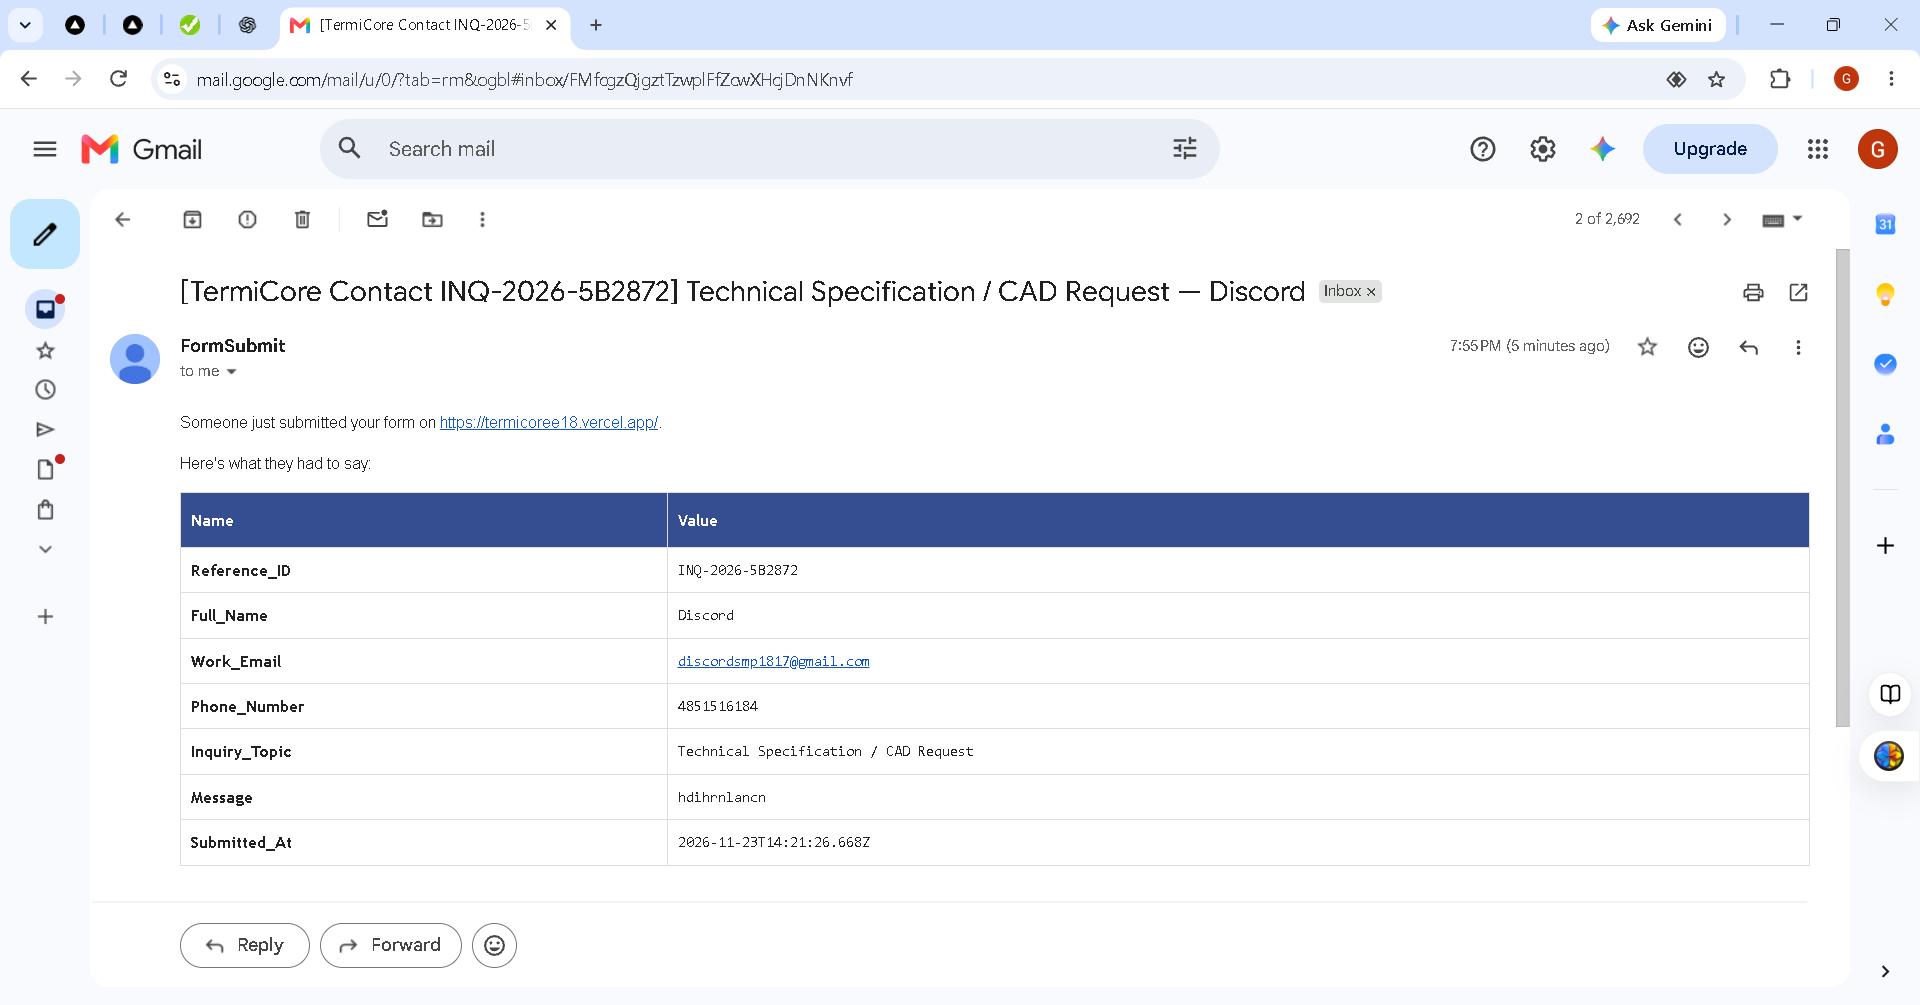 [TermiCore Contact INQ-2026-5
Ask Gemini
mail.google.com/mail/u/0/?tab=rm&ogbl#inbox/FMfcgzQjgztTzwplFfZcwXHcjDnNKnvf
G
Gmail
Search mail
Upgrade
G
2 of 2,692
31
[TermiCore Contact INQ-2026-5B2872] Technical Specification / CAD Request — Discord
Inbox ×
FormSubmit
7:55 PM (5 minutes ago)
to me
Someone just submitted your form on https://termicoree18.vercel.app/.
Here's what they had to say:
Name Value
Reference_ID INQ-2026-5B2872
Full_Name Discord
Work_Email discordsmp1817@gmail.com
Phone_Number 4851516184
Inquiry_Topic Technical Specification / CAD Request
Message hdihrnlancn
Submitted_At 2026-11-23T14:21:26.668Z
Reply
Forward